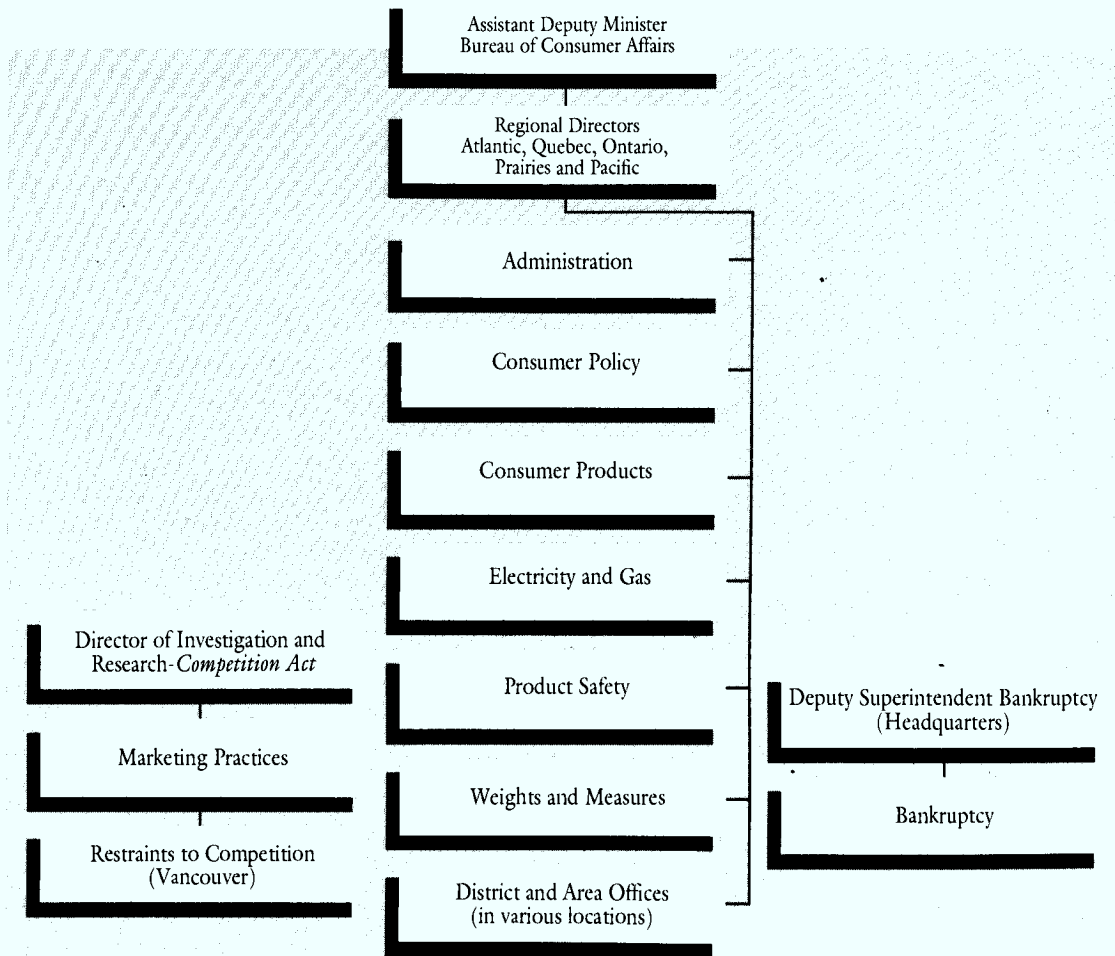 Assistant Deputy Minister
Bureau of Consumer Affairs
Regional Directors
Atlantic, Quebec, Ontario,
Prairies and Pacific
Administration
Consumer Policy
Consumer Products
Electricity and Gas
Product Safety
Weights and Measures
District and Area Offices
(in various locations)
Director of Investigation and
Research-Competition Act
Marketing Practices
Restraints to Competition
(Vancouver)
Deputy Superintendent Bankruptcy
(Headquarters)
Bankruptcy